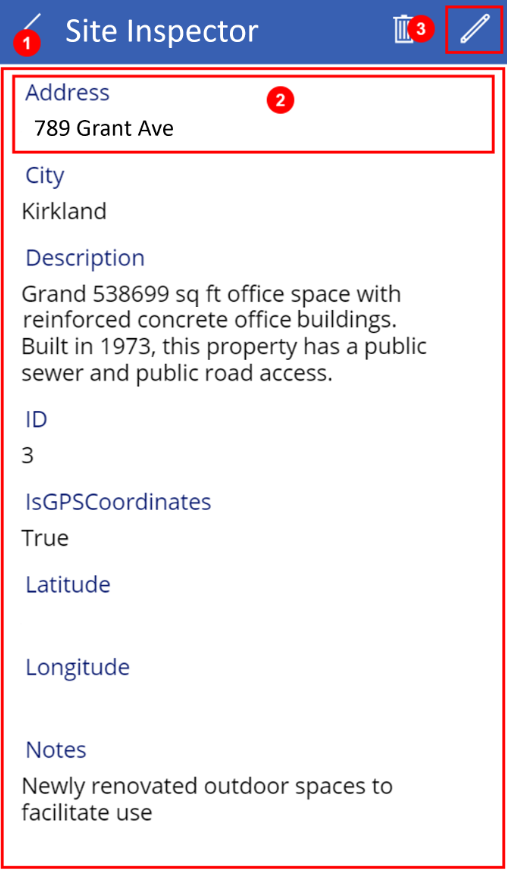 1 Site Inspector 3
Address 2
789 Grant Ave
City
Kirkland
Description
Grand 538699 sq ft office space with
reinforced concrete office buildings.
Built in 1973, this property has a public
sewer and public road access.
ID
3
IsGPSCoordinates
True
Latitude
Longitude
Notes
Newly renovated outdoor spaces to
facilitate use